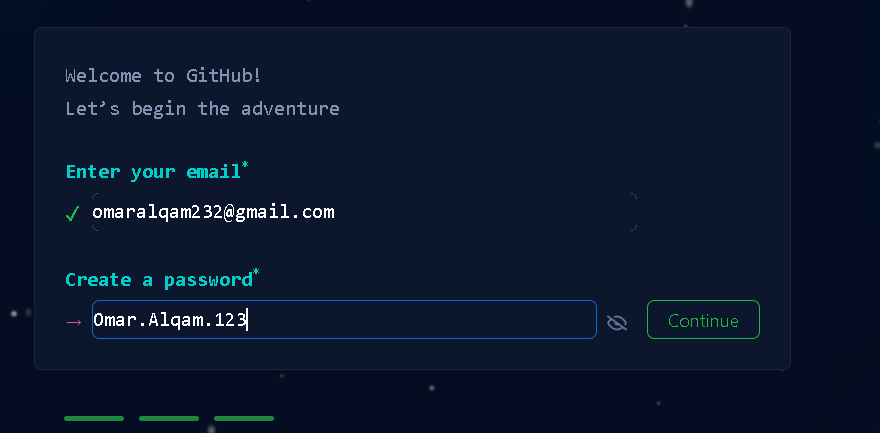 Welcome to GitHub!
Let’s begin the adventure
Enter your email*
✓ omaralqam232@gmail.com
Create a password*
→ Omar.Alqam.123
Continue